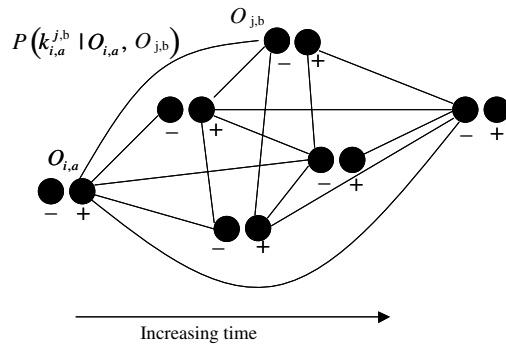 O_{j,b}
P(k_{i,a}^{j,b} | O_{i,a}, O_{j,b})
− +
− + − +
O_{i,a}
− + − +
− +
Increasing time